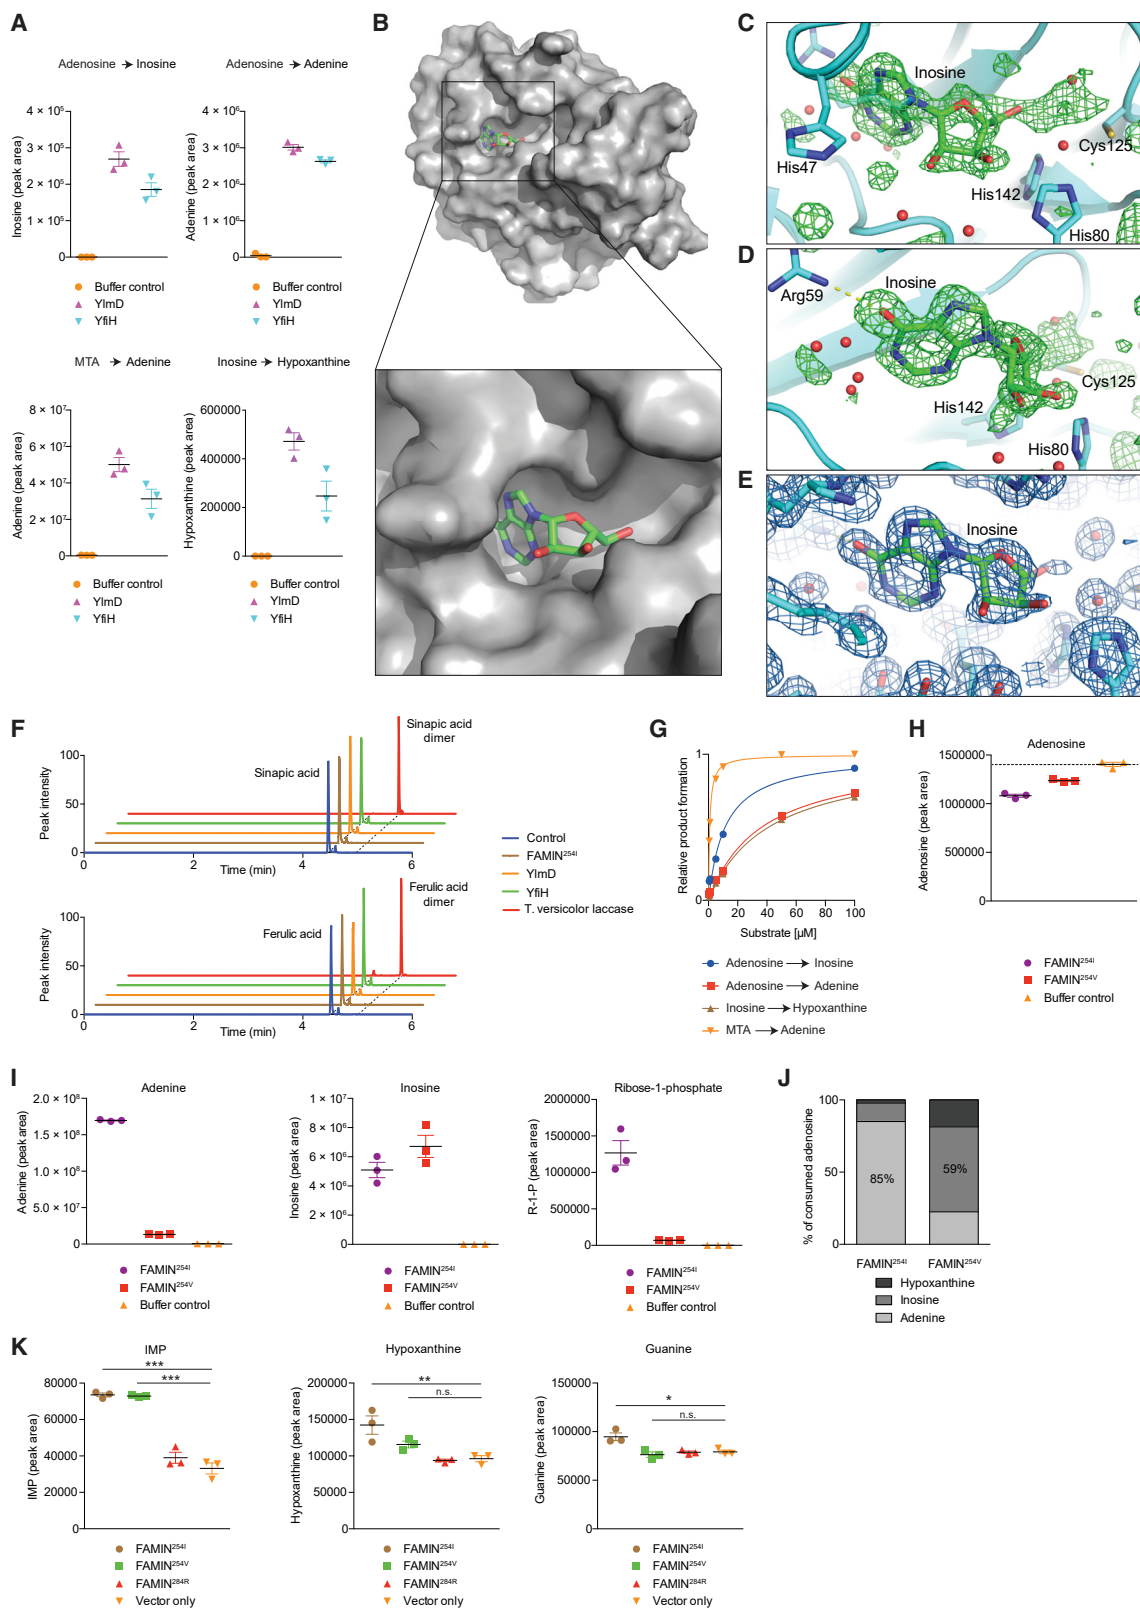 A
Adenosine → Inosine
Inosine (peak area)
4 × 10⁵
3 × 10⁵
2 × 10⁵
1 × 10⁵
0
Buffer control
YlmD
YfiH
Adenosine → Adenine
Adenine (peak area)
4 × 10⁶
3 × 10⁶
2 × 10⁶
1 × 10⁶
0
Buffer control
YlmD
YfiH
MTA → Adenine
Adenine (peak area)
8 × 10⁷
6 × 10⁷
4 × 10⁷
2 × 10⁷
0
Buffer control
YlmD
YfiH
Inosine → Hypoxanthine
Hypoxanthine (peak area)
600000
400000
200000
0
Buffer control
YlmD
YfiH
B
C
Inosine
Cys125
His47
His142
His80
D
Inosine
Arg59
Cys125
His142
His80
E
Inosine
F
Sinapic acid
dimer
Sinapic acid
Peak intensity
100
50
0
0 2 4 6
Time (min)
Ferulic acid
dimer
Ferulic acid
Peak intensity
100
50
0
0 2 4 6
Time (min)
Control
FAMIN²⁵⁴ᴵ
YlmD
YfiH
T. versicolor laccase
G
Relative product formation
1
0
0 20 40 60 80 100
Substrate [µM]
Adenosine → Inosine
Adenosine → Adenine
Inosine → Hypoxanthine
MTA → Adenine
H
Adenosine
Adenosine (peak area)
1500000
1000000
500000
0
FAMIN²⁵⁴ᴵ
FAMIN²⁵⁴ⱽ
Buffer control
I
Adenine
Adenine (peak area)
2.0 × 10⁸
1.5 × 10⁸
1.0 × 10⁸
5.0 × 10⁷
0
FAMIN²⁵⁴ᴵ
FAMIN²⁵⁴ⱽ
Buffer control
Inosine
Inosine (peak area)
1 × 10⁷
8 × 10⁶
6 × 10⁶
4 × 10⁶
2 × 10⁶
0
FAMIN²⁵⁴ᴵ
FAMIN²⁵⁴ⱽ
Buffer control
Ribose-1-phosphate
R-1-P (peak area)
2000000
1500000
1000000
500000
0
FAMIN²⁵⁴ᴵ
FAMIN²⁵⁴ⱽ
Buffer control
J
% of consumed adenosine
100
50
0
85%
59%
FAMIN²⁵⁴ᴵ FAMIN²⁵⁴ⱽ
Hypoxanthine
Inosine
Adenine
K
IMP
***
***
IMP (peak area)
80000
60000
40000
20000
0
FAMIN²⁵⁴ᴵ
FAMIN²⁵⁴ⱽ
FAMIN²⁸⁴ᴿ
Vector only
Hypoxanthine
**
n.s.
Hypoxanthine (peak area)
200000
150000
100000
50000
0
FAMIN²⁵⁴ᴵ
FAMIN²⁵⁴ⱽ
FAMIN²⁸⁴ᴿ
Vector only
Guanine
*
n.s.
Guanine (peak area)
150000
100000
50000
0
FAMIN²⁵⁴ᴵ
FAMIN²⁵⁴ⱽ
FAMIN²⁸⁴ᴿ
Vector only